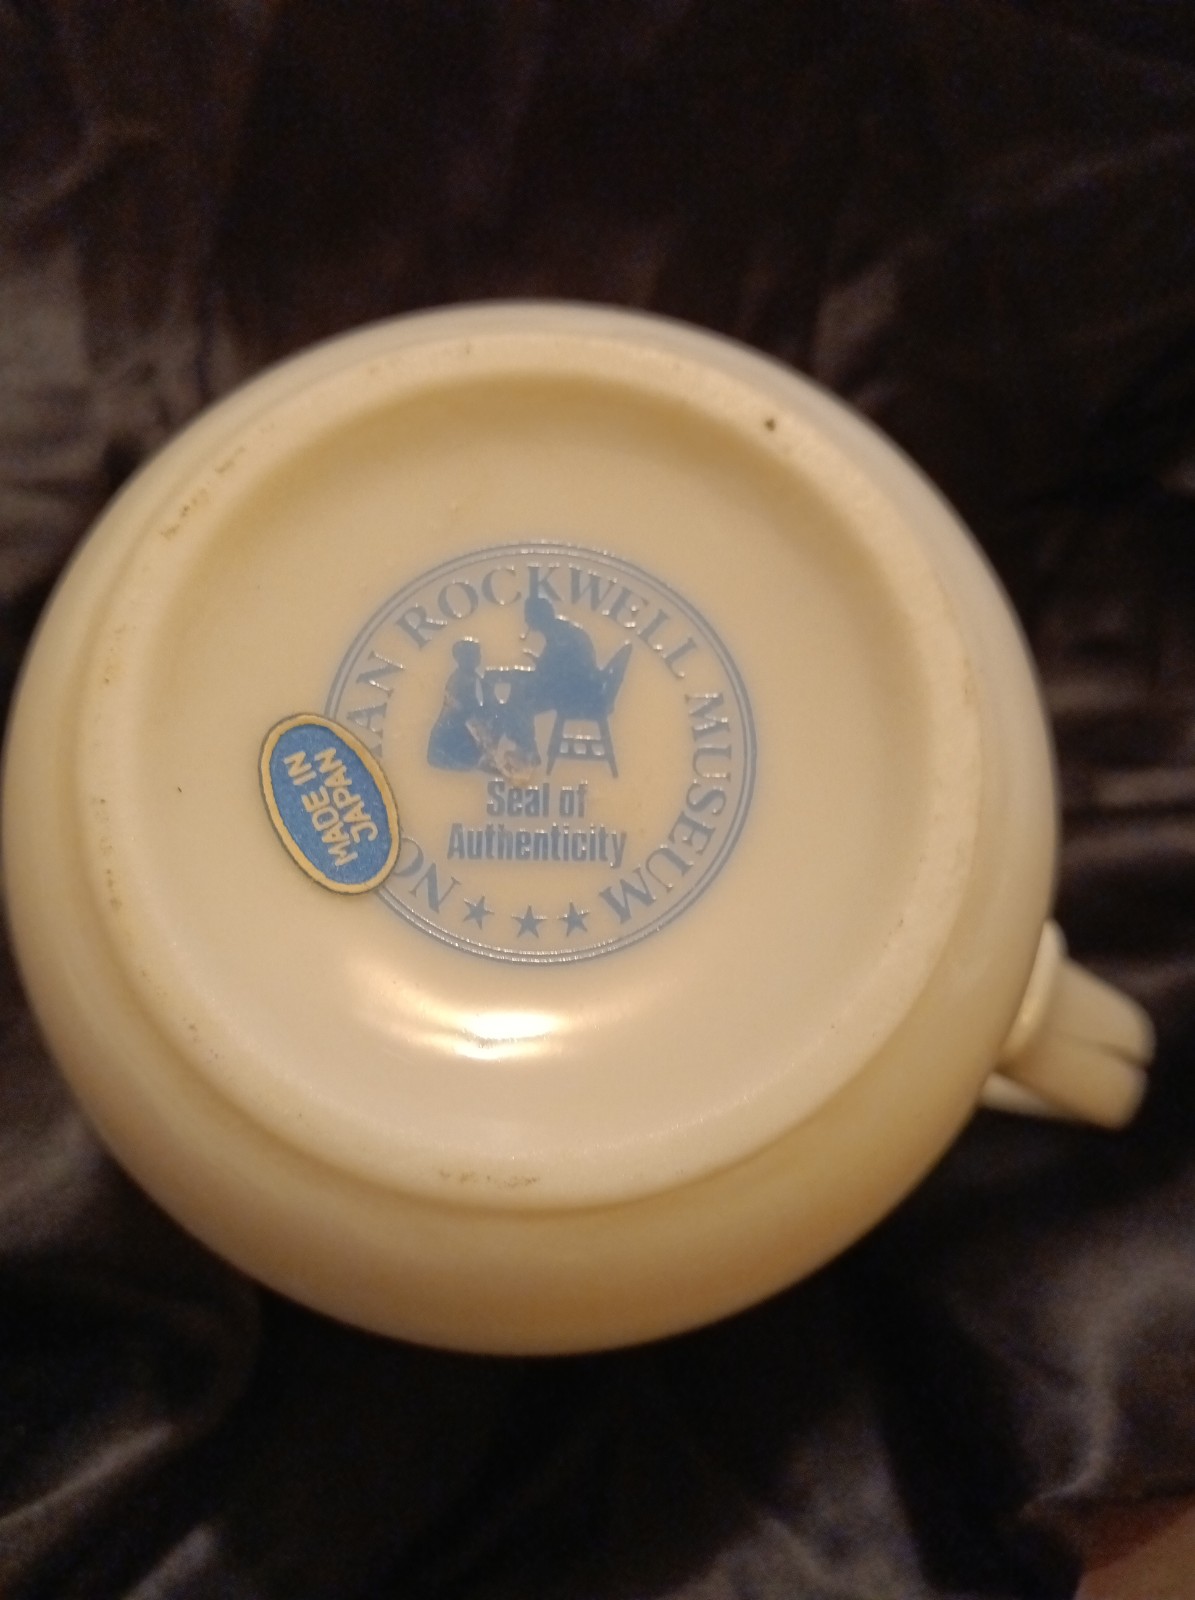 NO AN ROCKWELL MUSEUM
Seal of
Authenticity
★★★
MADE IN
JAPAN